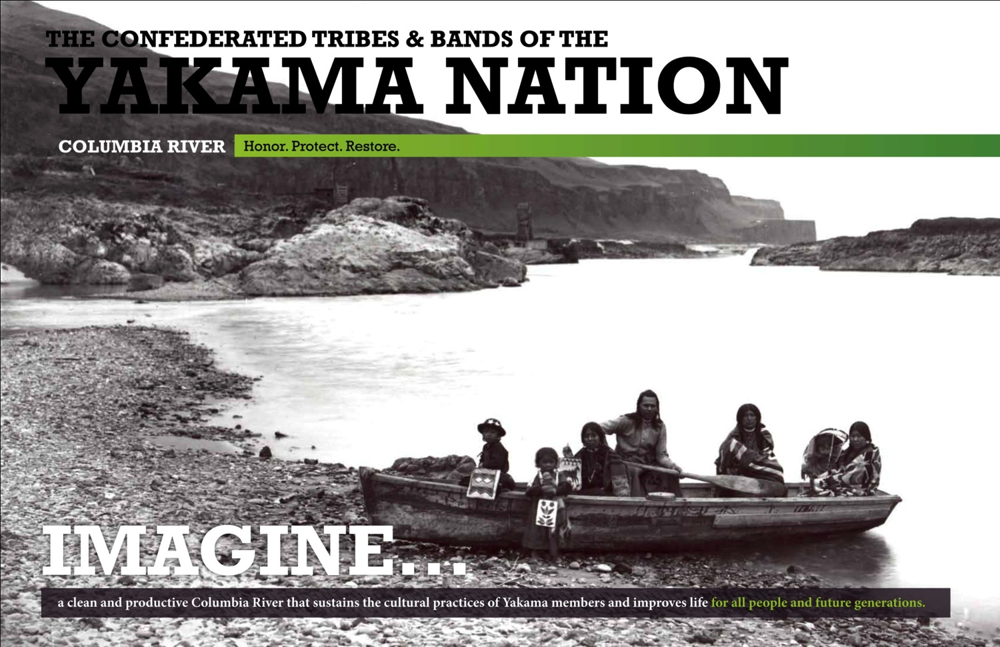 THE CONFEDERATED TRIBES & BANDS OF THE
YAKAMA NATION
COLUMBIA RIVER Honor. Protect. Restore.
IMAGINE...
a clean and productive Columbia River that sustains the cultural practices of Yakama members and improves life for all people and future generations.